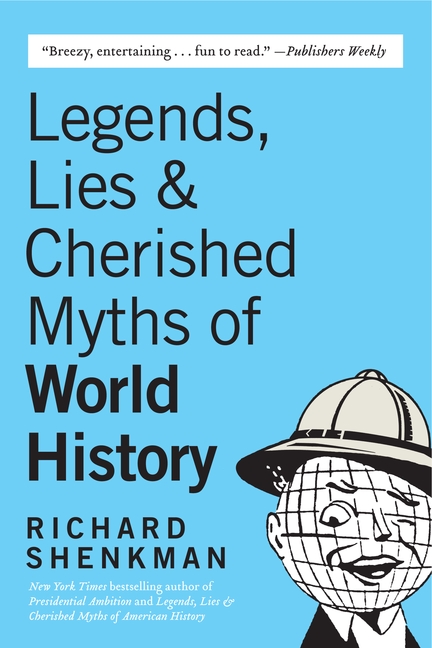 “Breezy, entertaining . . . fun to read.” —Publishers Weekly
Legends,
Lies &
Cherished
Myths of
World
History
RICHARD
SHENKMAN
New York Times bestselling author of
Presidential Ambition and Legends, Lies &
Cherished Myths of American History